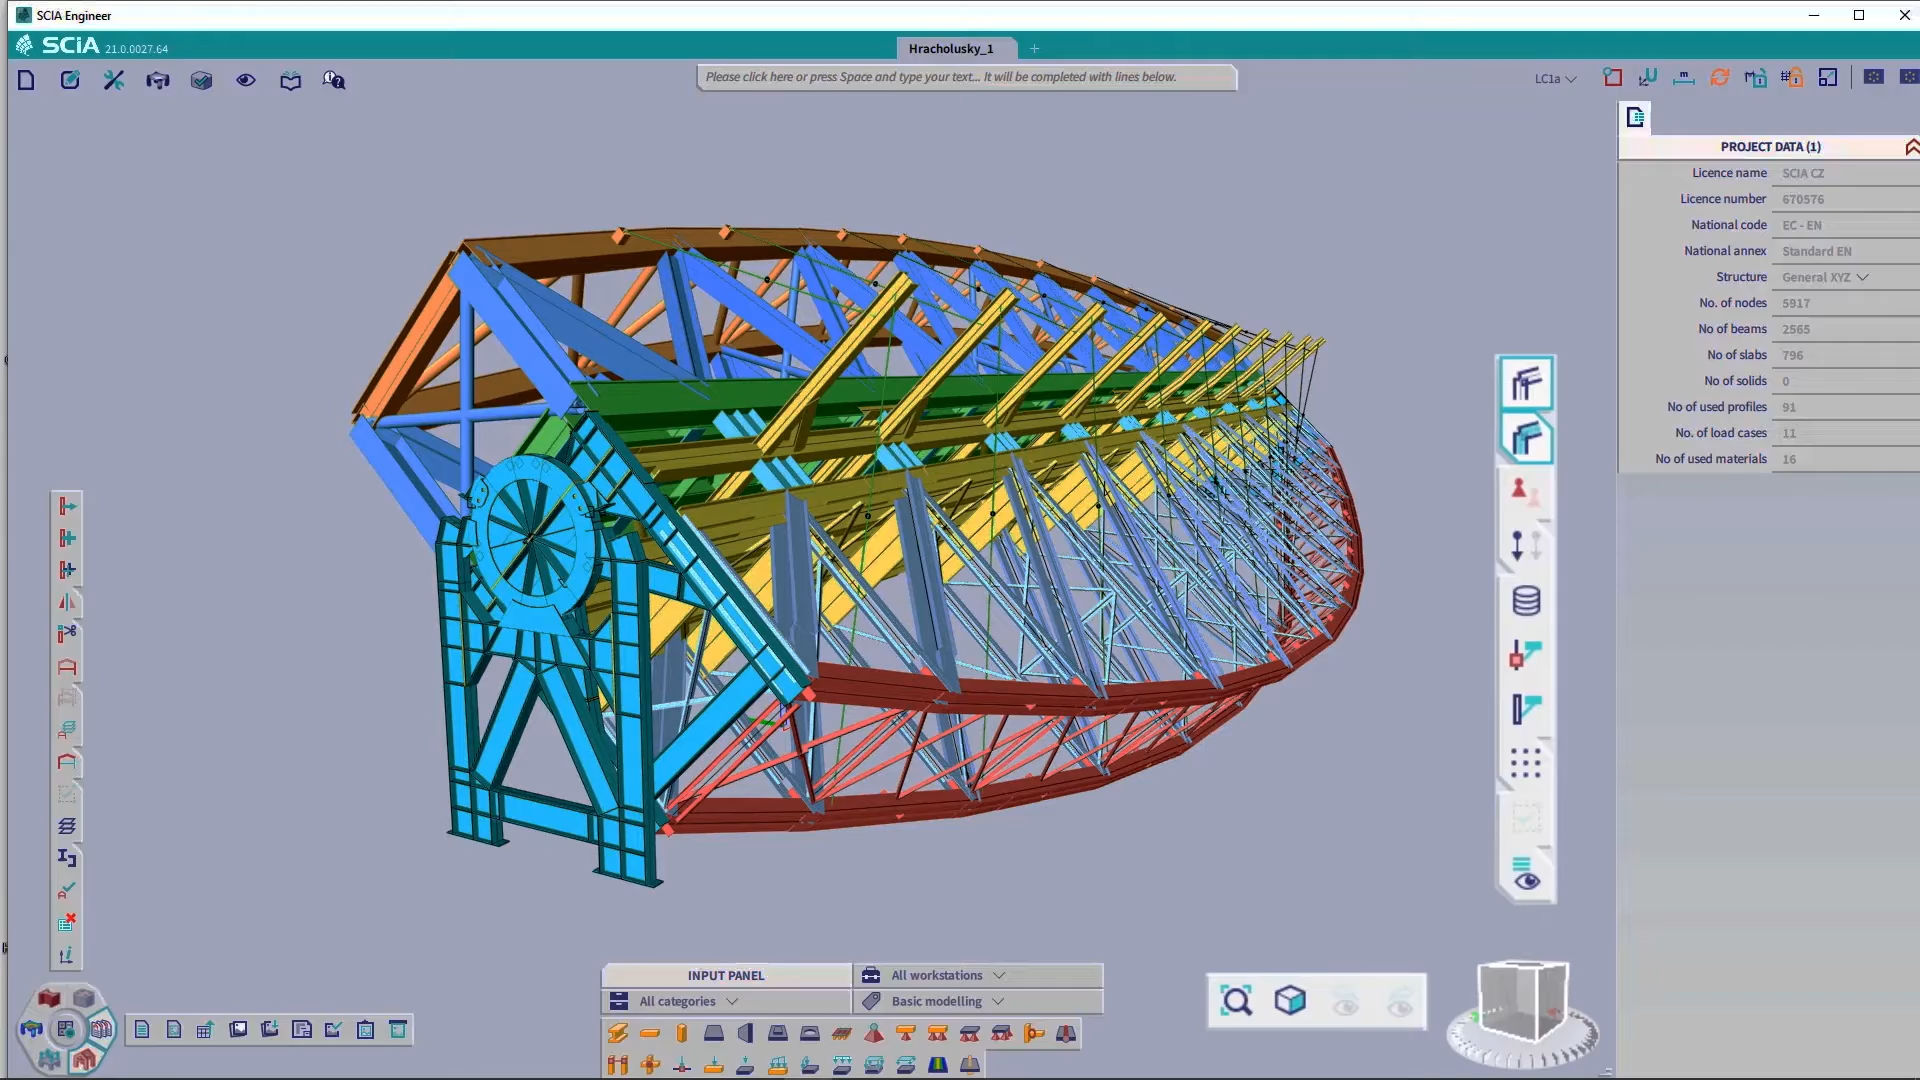 SCIA Engineer
SCIA 21.0.0027.64
Hracholusky_1
Please click here or press Space and type your text... It will be completed with lines below.
LC1a
PROJECT DATA (1)
Licence name SCIA CZ
Licence number 670576
National code EC - EN
National annex Standard EN
Structure General XYZ
No. of nodes 5917
No of beams 2565
No of slabs 796
No of solids 0
No of used profiles 91
No. of load cases 11
No of used materials 16
INPUT PANEL
All workstations
All categories
Basic modelling